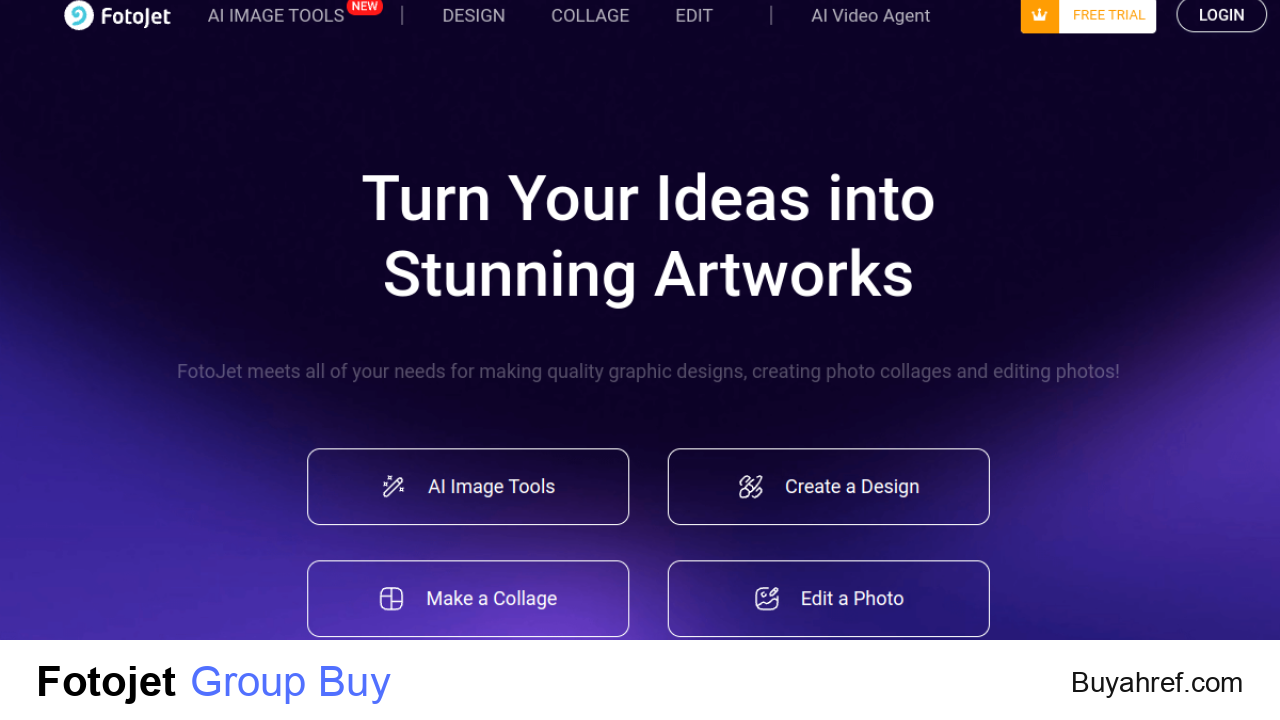 FotoJet AI IMAGE TOOLS NEW | DESIGN COLLAGE EDIT | AI Video Agent FREE TRIAL LOGIN
Turn Your Ideas into
Stunning Artworks
FotoJet meets all of your needs for making quality graphic designs, creating photo collages and editing photos!
AI Image Tools Create a Design
Make a Collage Edit a Photo
Fotojet Group Buy Buyahref.com